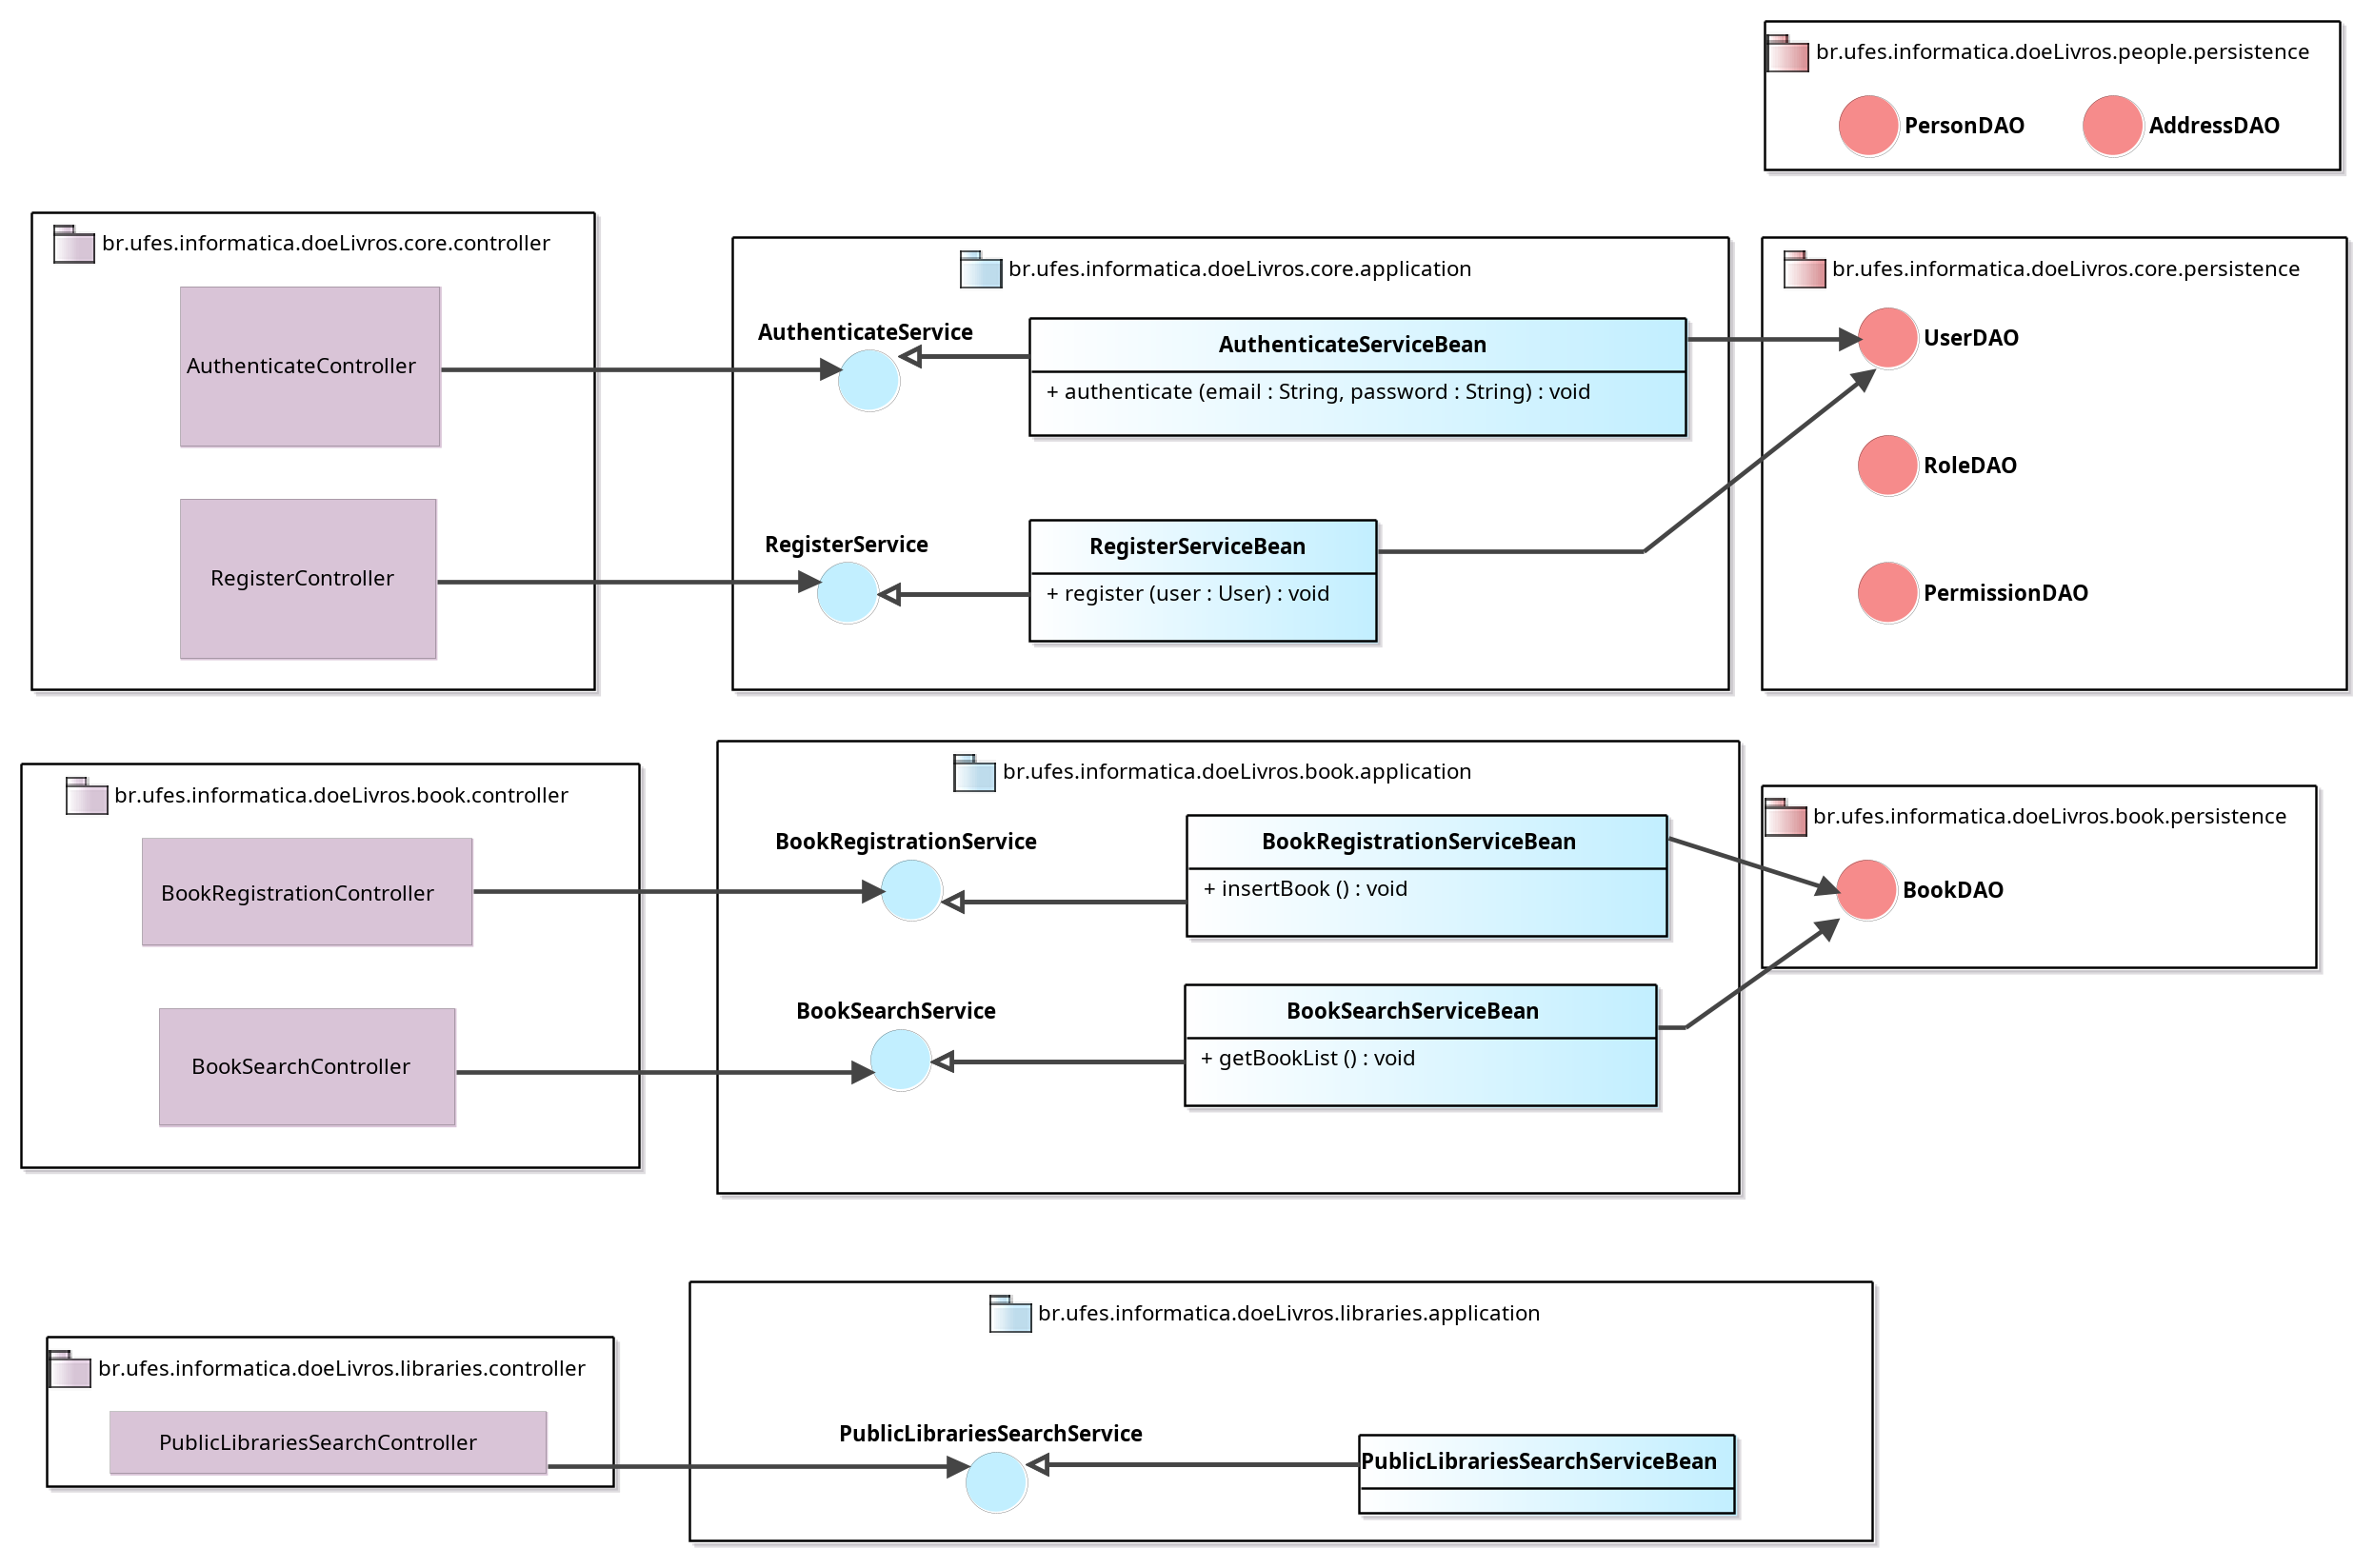 br.ufes.informatica.doeLivros.people.persistence
PersonDAO
AddressDAO
br.ufes.informatica.doeLivros.core.controller
AuthenticateController
RegisterController
br.ufes.informatica.doeLivros.core.application
AuthenticateService
AuthenticateServiceBean
+ authenticate (email : String, password : String) : void
RegisterService
RegisterServiceBean
+ register (user : User) : void
br.ufes.informatica.doeLivros.core.persistence
UserDAO
RoleDAO
PermissionDAO
br.ufes.informatica.doeLivros.book.controller
BookRegistrationController
BookSearchController
br.ufes.informatica.doeLivros.book.application
BookRegistrationService
BookRegistrationServiceBean
+ insertBook () : void
BookSearchService
BookSearchServiceBean
+ getBookList () : void
br.ufes.informatica.doeLivros.book.persistence
BookDAO
br.ufes.informatica.doeLivros.libraries.controller
PublicLibrariesSearchController
br.ufes.informatica.doeLivros.libraries.application
PublicLibrariesSearchService
PublicLibrariesSearchServiceBean